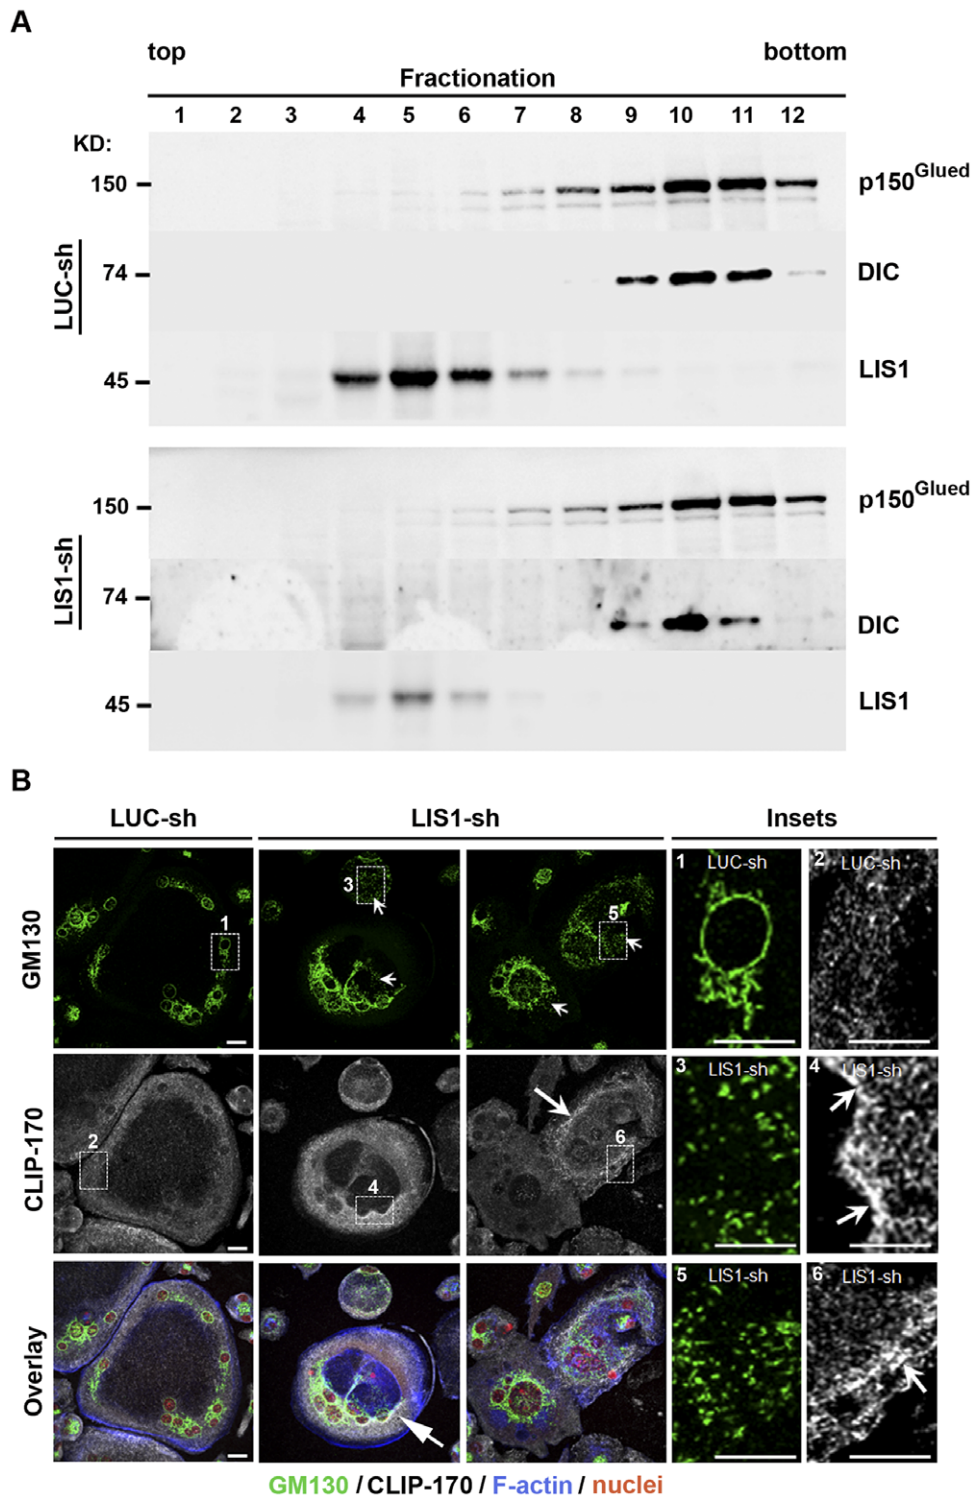 A
top bottom
Fractionation
1 2 3 4 5 6 7 8 9 10 11 12
KD:
150 p150Glued
LUC-sh
74 DIC
45 LIS1
150 p150Glued
LIS1-sh
74 DIC
45 LIS1
B
LUC-sh LIS1-sh Insets
GM130
1
3
5
1 LUC-sh
2 LUC-sh
CLIP-170
2
4
6
3 LIS1-sh
4 LIS1-sh
Overlay
5 LIS1-sh
6 LIS1-sh
GM130 / CLIP-170 / F-actin / nuclei